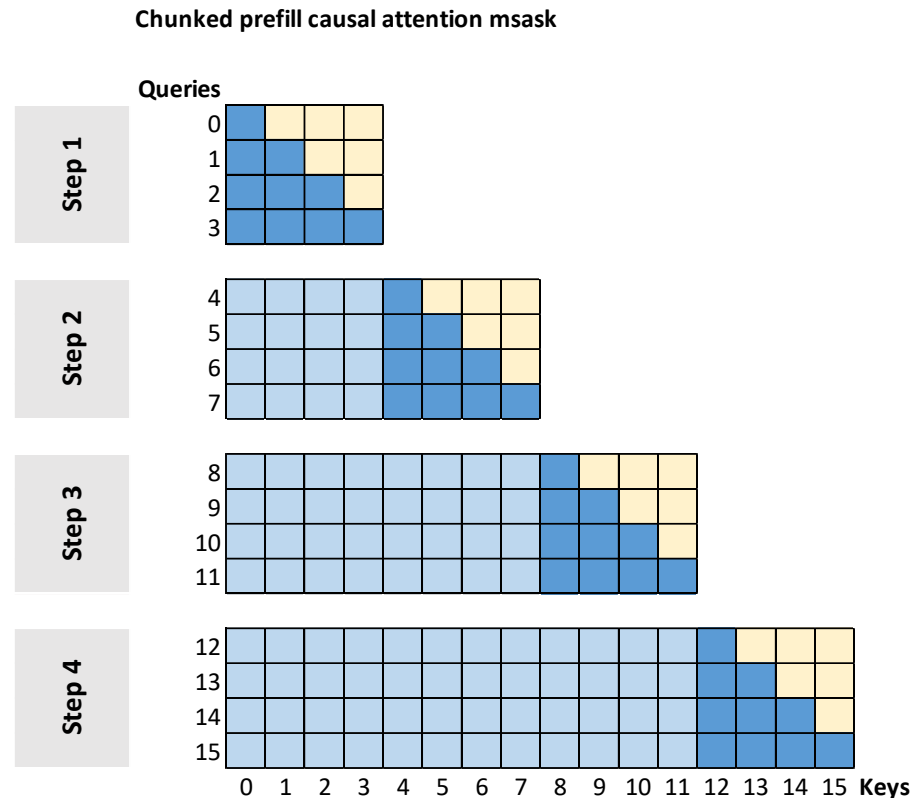 Chunked prefill causal attention msask
Queries
Step 1
0
1
2
3
Step 2
4
5
6
7
Step 3
8
9
10
11
Step 4
12
13
14
15
0 1 2 3 4 5 6 7 8 9 10 11 12 13 14 15 Keys